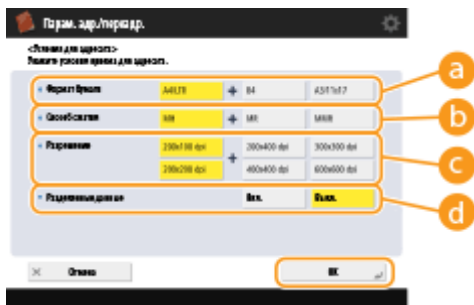 Парам. адр./перкадр.
<Условия для адресата>
Укажите условия приема для адресата.
Формат бумаги A4/LTR + B4 A3/11x17
a
Способ сжатия MH + MR MMR
b
Разрешение 200x100 dpi 200x400 dpi 300x300 dpi
+
200x200 dpi 400x400 dpi 600x600 dpi
c
Разделенные данные Вкл. Выкл.
d
× Отмена OK